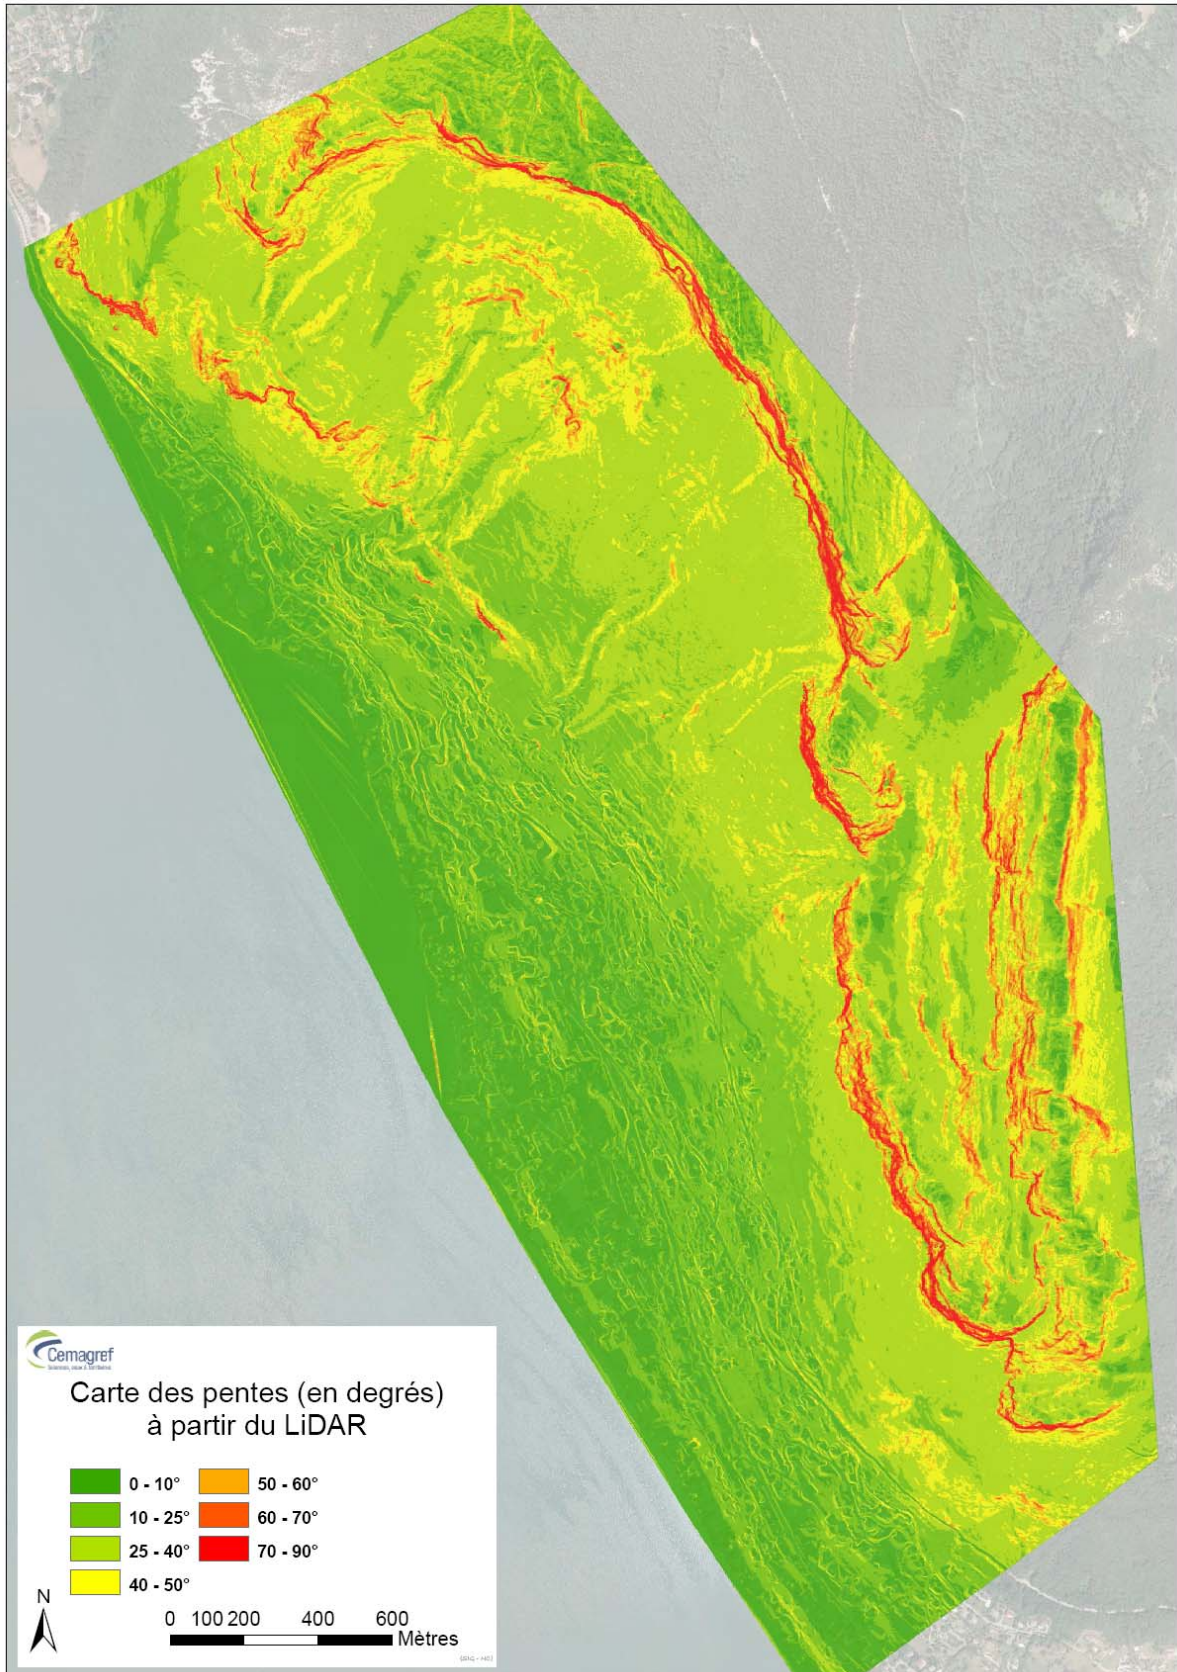 Cemagref
Carte des pentes (en degrés)
à partir du LiDAR
0 - 10°
50 - 60°
10 - 25°
60 - 70°
25 - 40°
70 - 90°
40 - 50°
N
0 100 200 400 600
Mètres